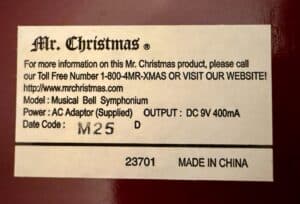 Mr. Christmas ®
For more information on this Mr. Christmas product, please call
our Toll Free Number 1-800-4MR-XMAS OR VISIT OUR WEBSITE!
http://www.mrchristmas.com
Model : Musical Bell Symphonium
Power : AC Adaptor (Supplied) OUTPUT : DC 9V 400mA
Date Code : M25 D
23701 MADE IN CHINA